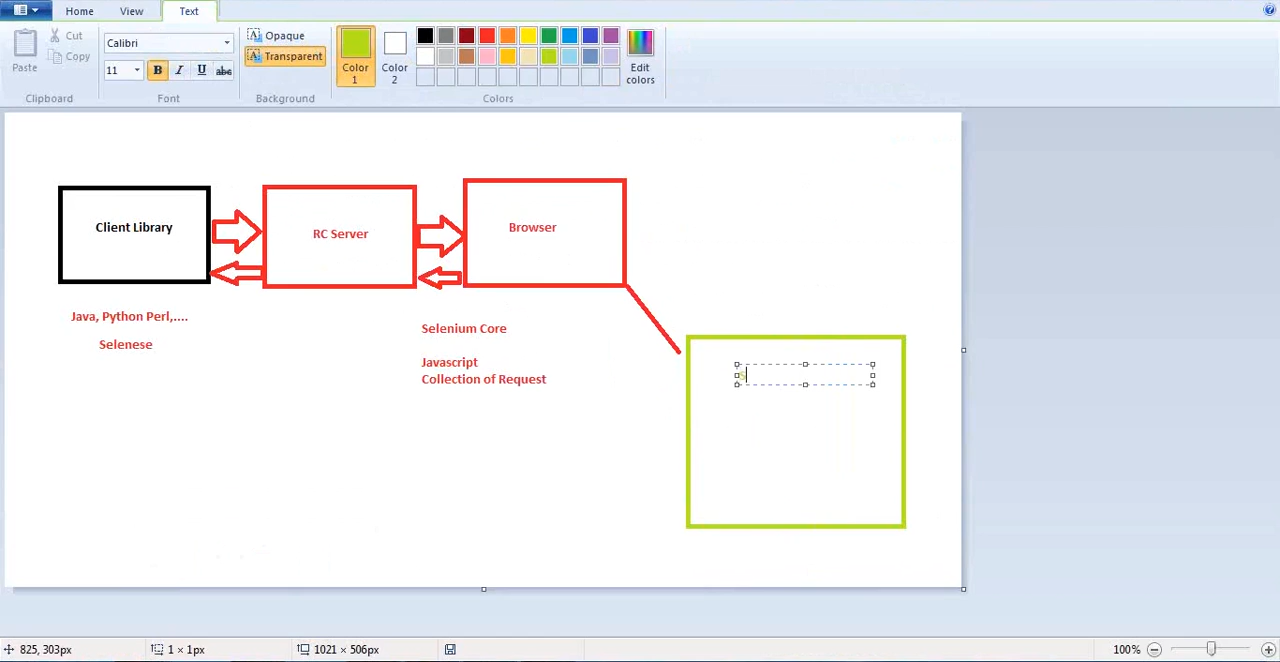 Home View Text
Cut
Copy
Paste
Clipboard
Calibri
11 B I U abc
Font
A Opaque
A Transparent
Background
Color 1
Color 2
Edit colors
Colors
Client Library
RC Server
Browser
Java, Python Perl,....
Selenese
Selenium Core
Javascript
Collection of Request
S
825, 303px
1 × 1px
1021 × 506px
100%